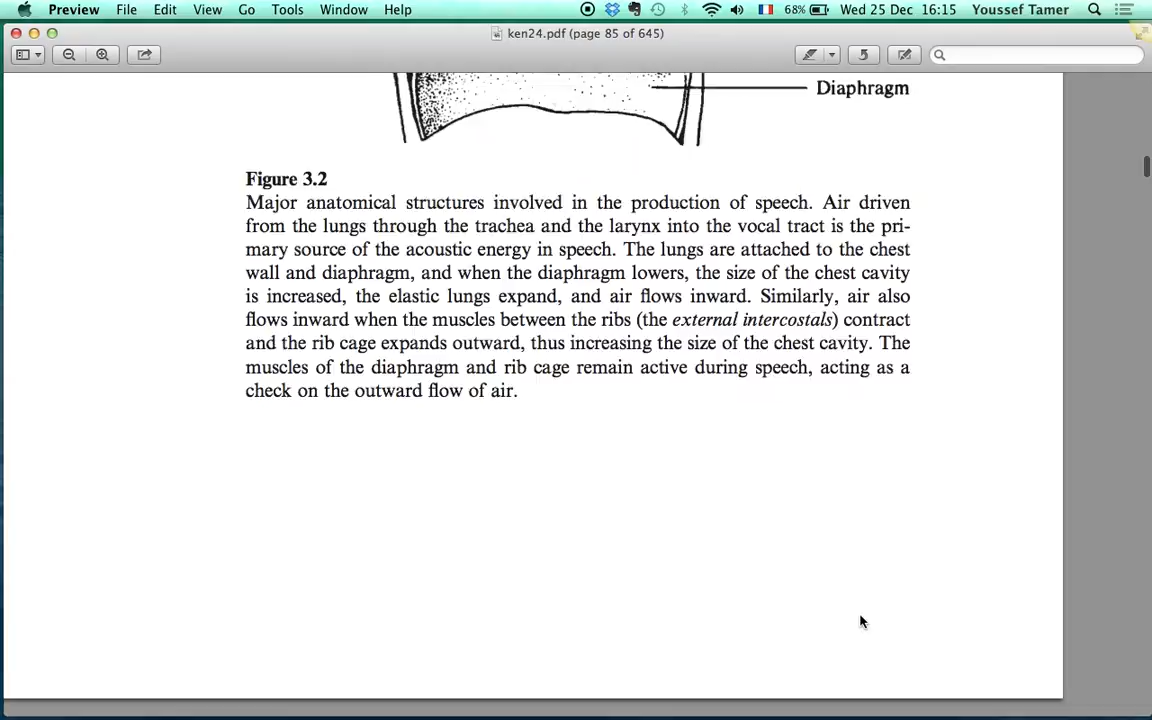 Preview File Edit View Go Tools Window Help 68% Wed 25 Dec 16:15 Youssef Tamer
ken24.pdf (page 85 of 645)
Diaphragm
Figure 3.2
Major anatomical structures involved in the production of speech. Air driven
from the lungs through the trachea and the larynx into the vocal tract is the pri-
mary source of the acoustic energy in speech. The lungs are attached to the chest
wall and diaphragm, and when the diaphragm lowers, the size of the chest cavity
is increased, the elastic lungs expand, and air flows inward. Similarly, air also
flows inward when the muscles between the ribs (the external intercostals) contract
and the rib cage expands outward, thus increasing the size of the chest cavity. The
muscles of the diaphragm and rib cage remain active during speech, acting as a
check on the outward flow of air.